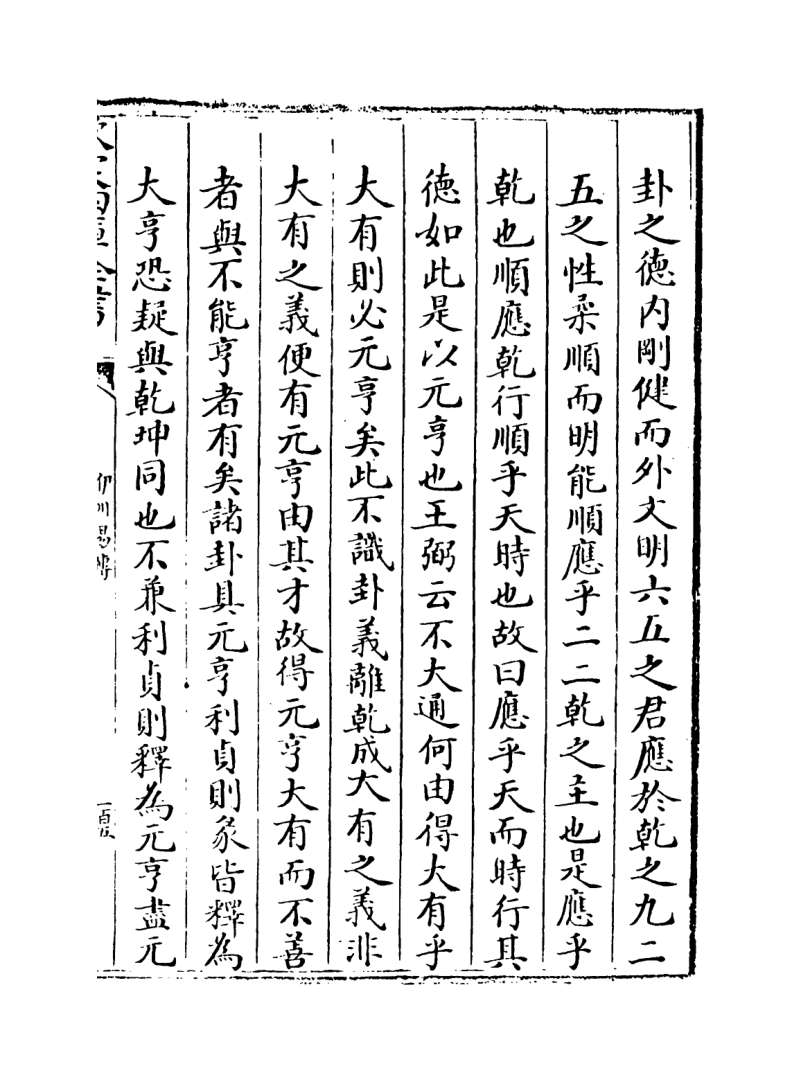 卦之德内剛健而外文明六五之君應於乾之九二
五之性柔順而明能順應乎二二乾之主也是應乎
乾也順應乾行順乎天時也故曰應乎天而時行其
德如此是以元亨也王弼云不大通何由得大有乎
大有則必元亨矣此不識卦義離乾成大有之義非
大有之義便有元亨由其才故得元亨大有而不善
者與不能亨者有矣諸卦具元亨利貞則彖皆釋為
大亨恐疑與乾坤同也不兼利貞則釋為元亨盡元
伊川易傳